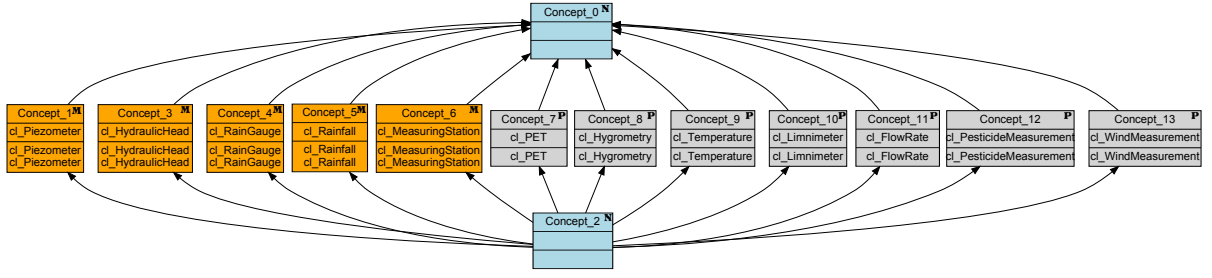 Concept_0 N
Concept_1 M
cl_Piezometer
cl_Piezometer
cl_Piezometer
Concept_3 M
cl_HydraulicHead
cl_HydraulicHead
cl_HydraulicHead
Concept_4 M
cl_RainGauge
cl_RainGauge
cl_RainGauge
Concept_5 M
cl_Rainfall
cl_Rainfall
cl_Rainfall
Concept_6 M
cl_MeasuringStation
cl_MeasuringStation
cl_MeasuringStation
Concept_7 P
cl_PET
cl_PET
Concept_8 P
cl_Hygrometry
cl_Hygrometry
Concept_9 P
cl_Temperature
cl_Temperature
Concept_10 P
cl_Limnimeter
cl_Limnimeter
Concept_11 P
cl_FlowRate
cl_FlowRate
Concept_12 P
cl_PesticideMeasurement
cl_PesticideMeasurement
Concept_13 P
cl_WindMeasurement
cl_WindMeasurement
Concept_2 N